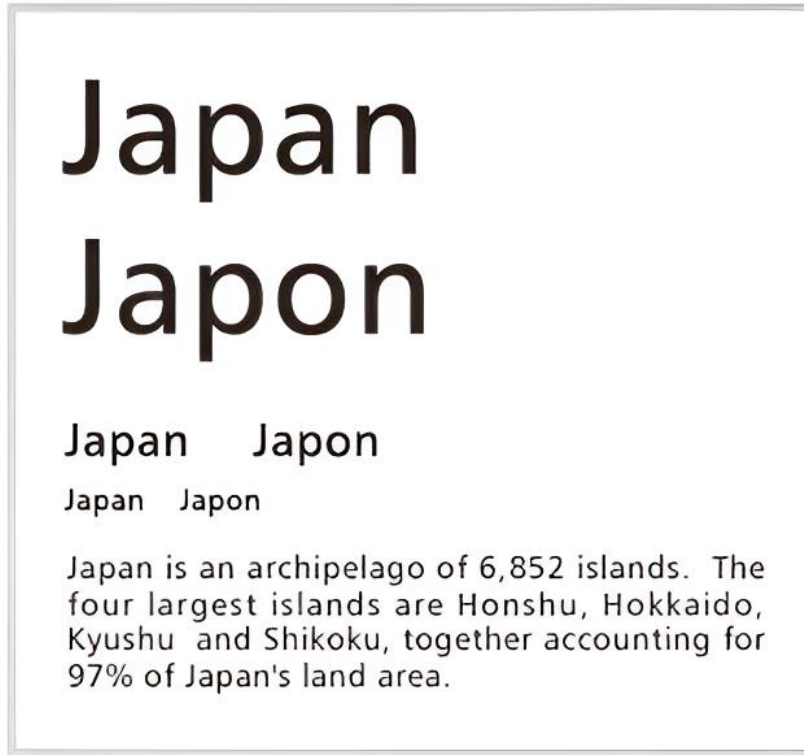 Japan
Japon
Japan Japon
Japan Japon
Japan is an archipelago of 6,852 islands. The
four largest islands are Honshu, Hokkaido,
Kyushu and Shikoku, together accounting for
97% of Japan's land area.